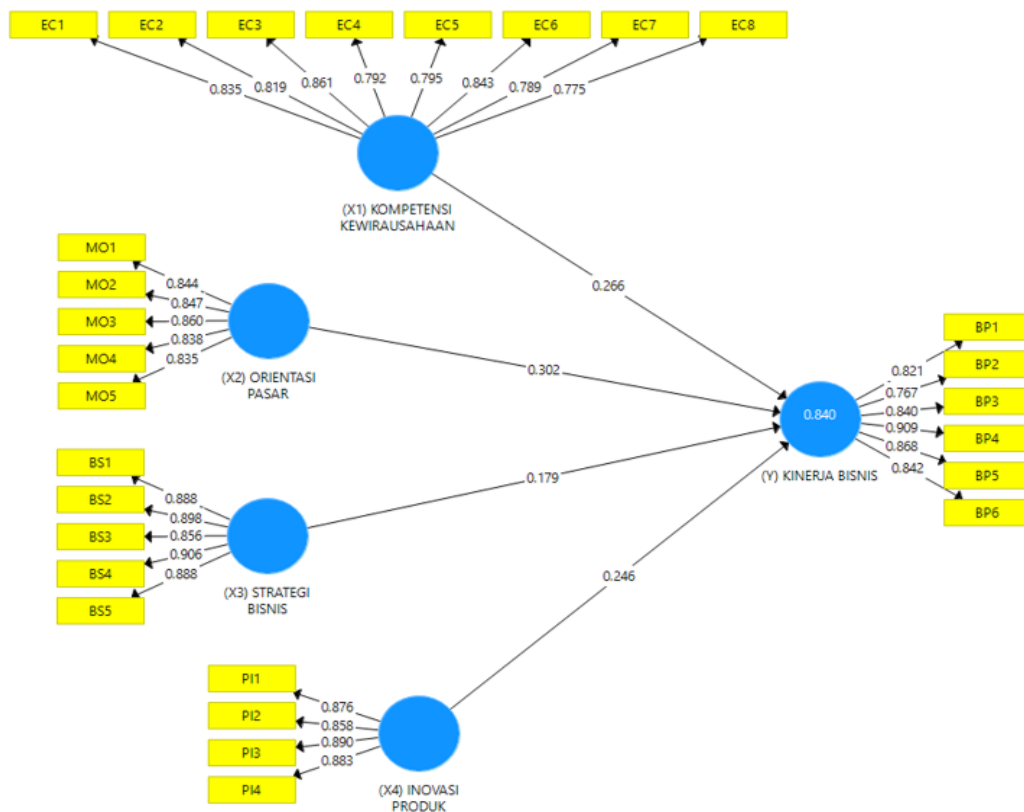 EC1
EC2
EC3
EC4
EC5
EC6
EC7
EC8
0.835
0.819
0.861
0.792
0.795
0.843
0.789
0.775
(X1) KOMPETENSI
KEWIRAUSAHAAN
0.266
MO1
MO2
MO3
MO4
MO5
0.844
0.847
0.860
0.838
0.835
(X2) ORIENTASI
PASAR
0.302
BS1
BS2
BS3
BS4
BS5
0.888
0.898
0.856
0.906
0.888
(X3) STRATEGI
BISNIS
0.179
PI1
PI2
PI3
PI4
0.876
0.858
0.890
0.883
(X4) INOVASI
PRODUK
0.246
0.840
(Y) KINERJA BISNIS
0.821
0.767
0.840
0.909
0.868
0.842
BP1
BP2
BP3
BP4
BP5
BP6